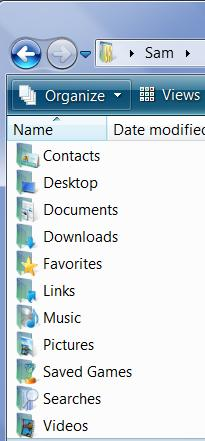 Sam
Organize Views
Name Date modified
Contacts
Desktop
Documents
Downloads
Favorites
Links
Music
Pictures
Saved Games
Searches
Videos